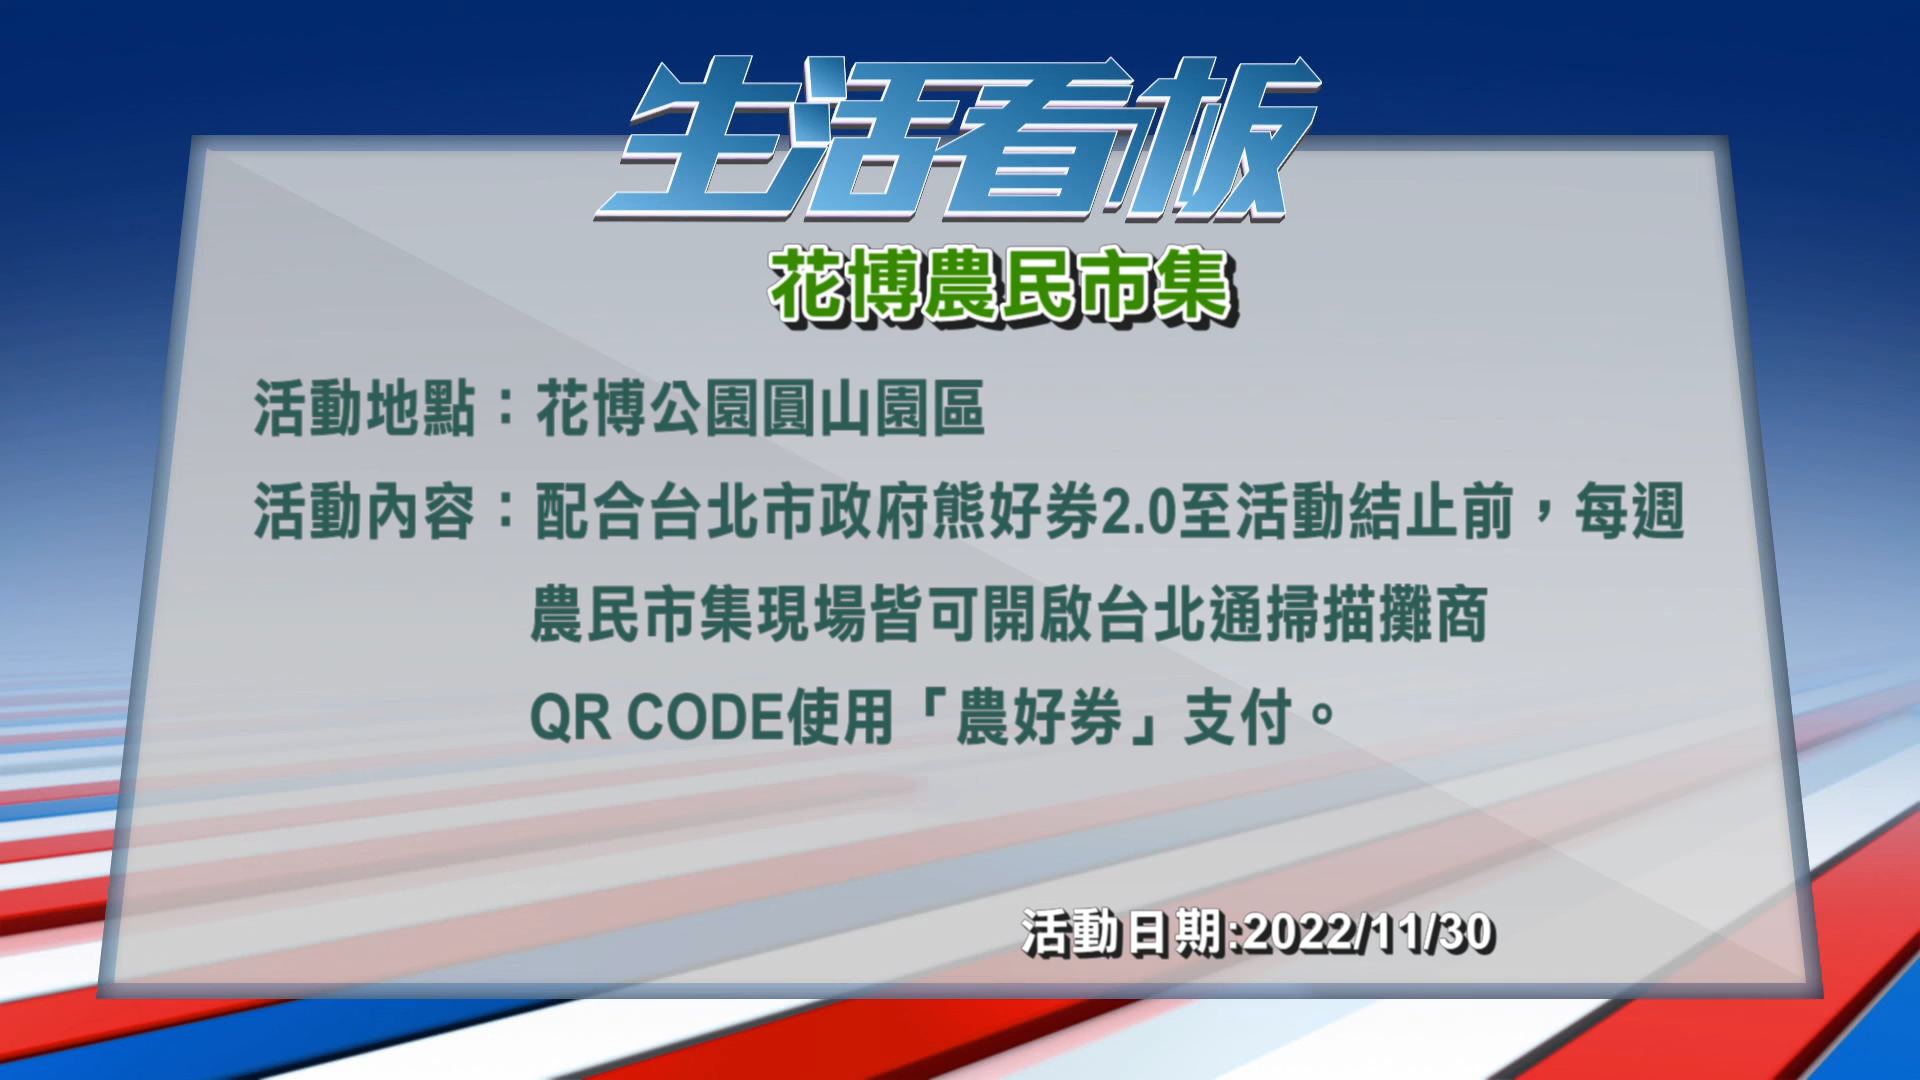 生活看板
花博農民市集
活動地點：花博公園圓山園區
活動內容：配合台北市政府熊好券2.0至活動結止前，每週
農民市集現場皆可開啟台北通掃描攤商
QR CODE使用「農好券」支付。
活動日期:2022/11/30